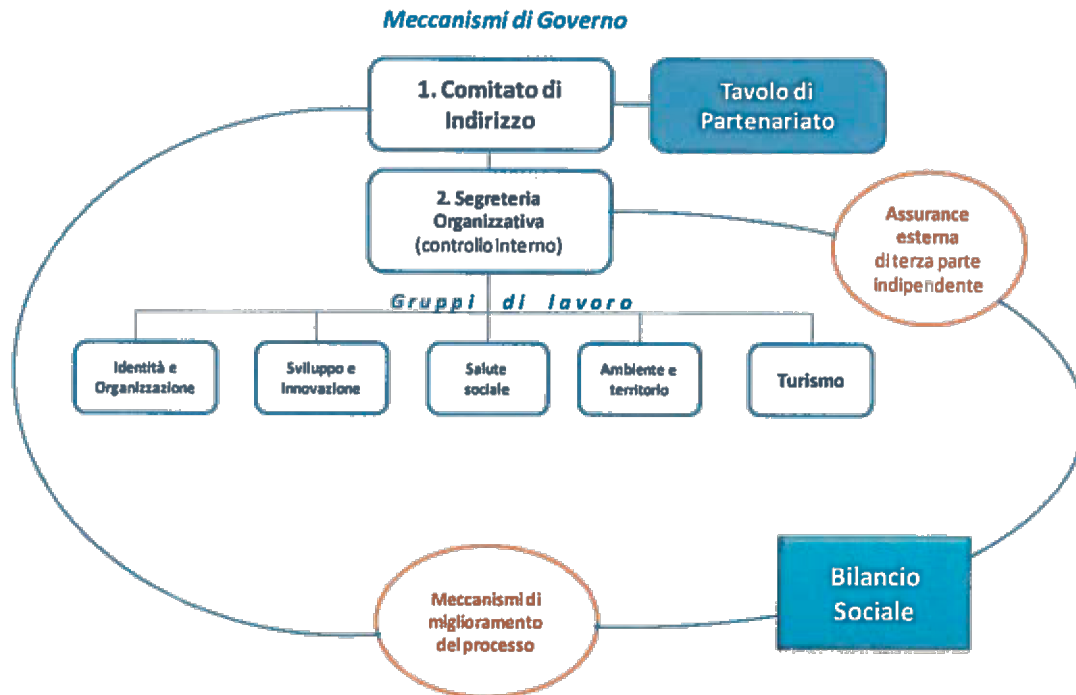 Meccanismi di Governo
1. Comitato di
Indirizzo
Tavolo di
Partenariato
2. Segreteria
Organizzativa
(controllo interno)
Assurance
esterna
di terza parte
indipendente
Gruppi di lavoro
Identità e
Organizzazione
Sviluppo e
Innovazione
Salute
sociale
Ambiente e
territorio
Turismo
Bilancio
Sociale
Meccanismi di
miglioramento
del processo